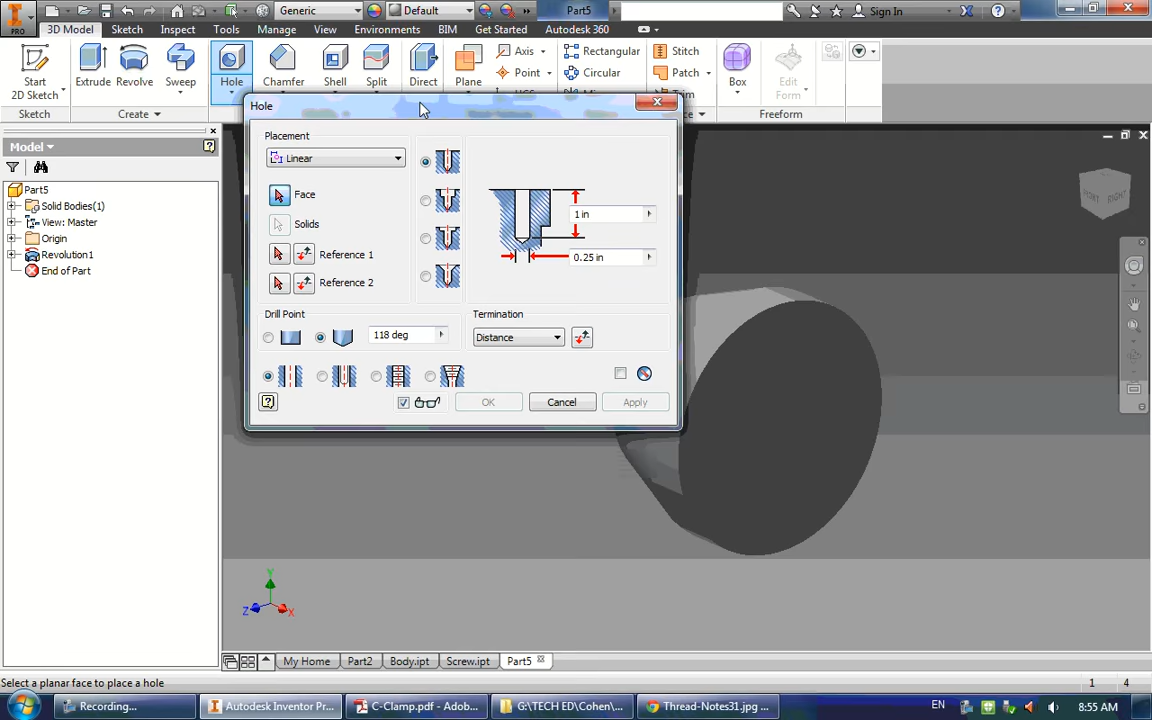 Generic
Default
Part5
Sign In
PRO
3D Model
Sketch
Inspect
Tools
Manage
View
Environments
BIM
Get Started
Autodesk 360
Start
2D Sketch
Extrude
Revolve
Sweep
Hole
Chamfer
Shell
Split
Direct
Plane
Axis
Point
Rectangular
Circular
Stitch
Patch
Trim
Box
Edit
Form
Sketch
Create
Freeform
Hole
Model
Part5
Solid Bodies(1)
View: Master
Origin
Revolution1
End of Part
Placement
Linear
Face
Solids
Reference 1
Reference 2
1 in
0.25 in
Drill Point
118 deg
Termination
Distance
OK
Cancel
Apply
FRONT
RIGHT
Y
Z
X
My Home
Part2
Body.ipt
Screw.ipt
Part5
Select a planar face to place a hole
1
4
Recording...
Autodesk Inventor Pr...
C-Clamp.pdf - Adob...
G:\TECH ED\Cohen\...
Thread-Notes31.jpg ...
EN
8:55 AM